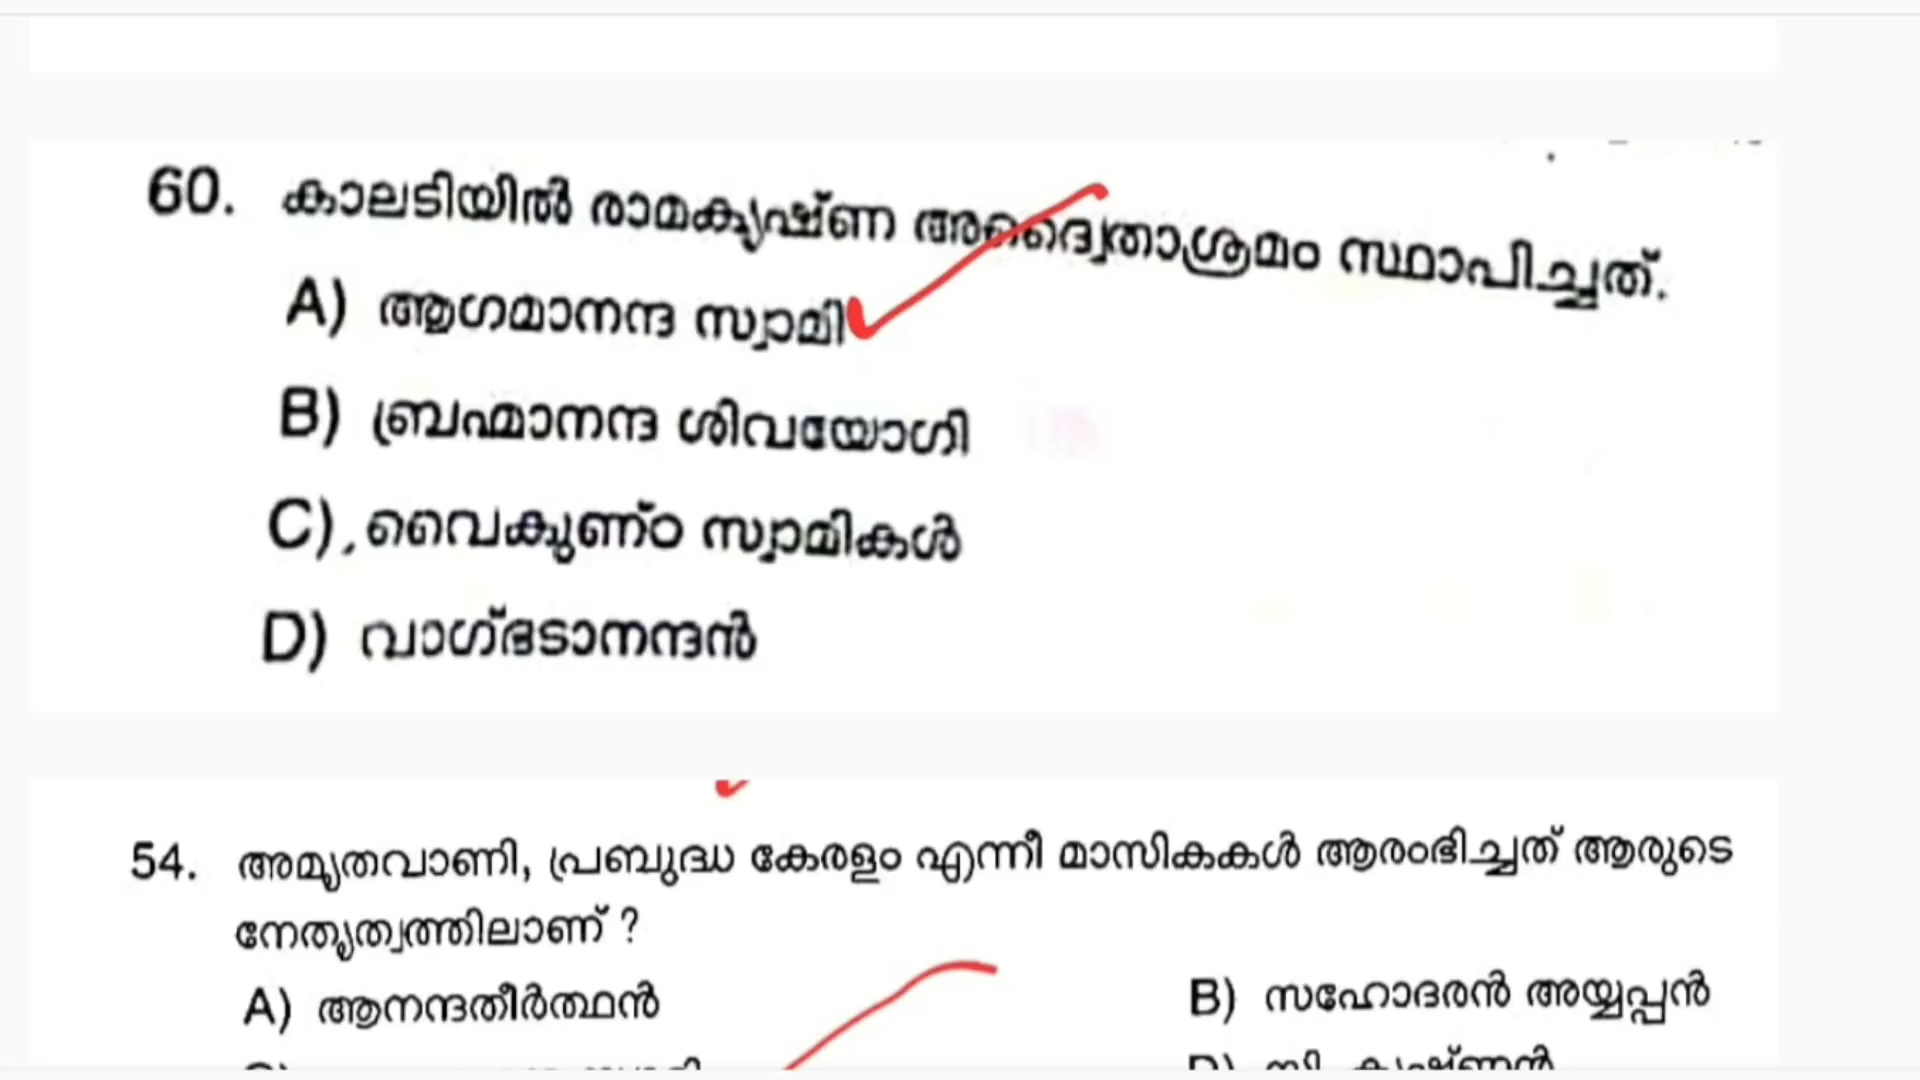 60. കാലടിയിൽ രാമകൃഷ്ണ അദ്വൈതാശ്രമം സ്ഥാപിച്ചത്.
A) ആഗമാനന്ദ സ്വാമി
B) ബ്രഹ്മാനന്ദ ശിവയോഗി
C) വൈകുണ്ഠ സ്വാമികൾ
D) വാഗ്ഭടാനന്ദൻ
54. അമൃതവാണി, പ്രബുദ്ധ കേരളം എന്നീ മാസികകൾ ആരംഭിച്ചത് ആരുടെ
നേതൃത്വത്തിലാണ് ?
A) ആനന്ദതീർത്ഥൻ B) സഹോദരൻ അയ്യപ്പൻ
D) സി. കൃഷ്ണൻ